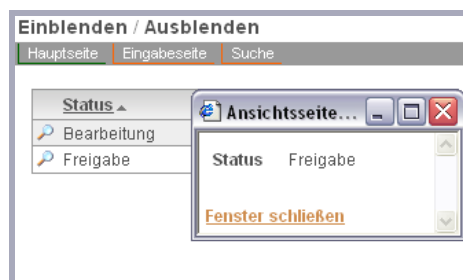 Einblenden / Ausblenden
Hauptseite Eingabeseite Suche
Status
Bearbeitung
Freigabe
Ansichtsseite...
Status Freigabe
Fenster schließen